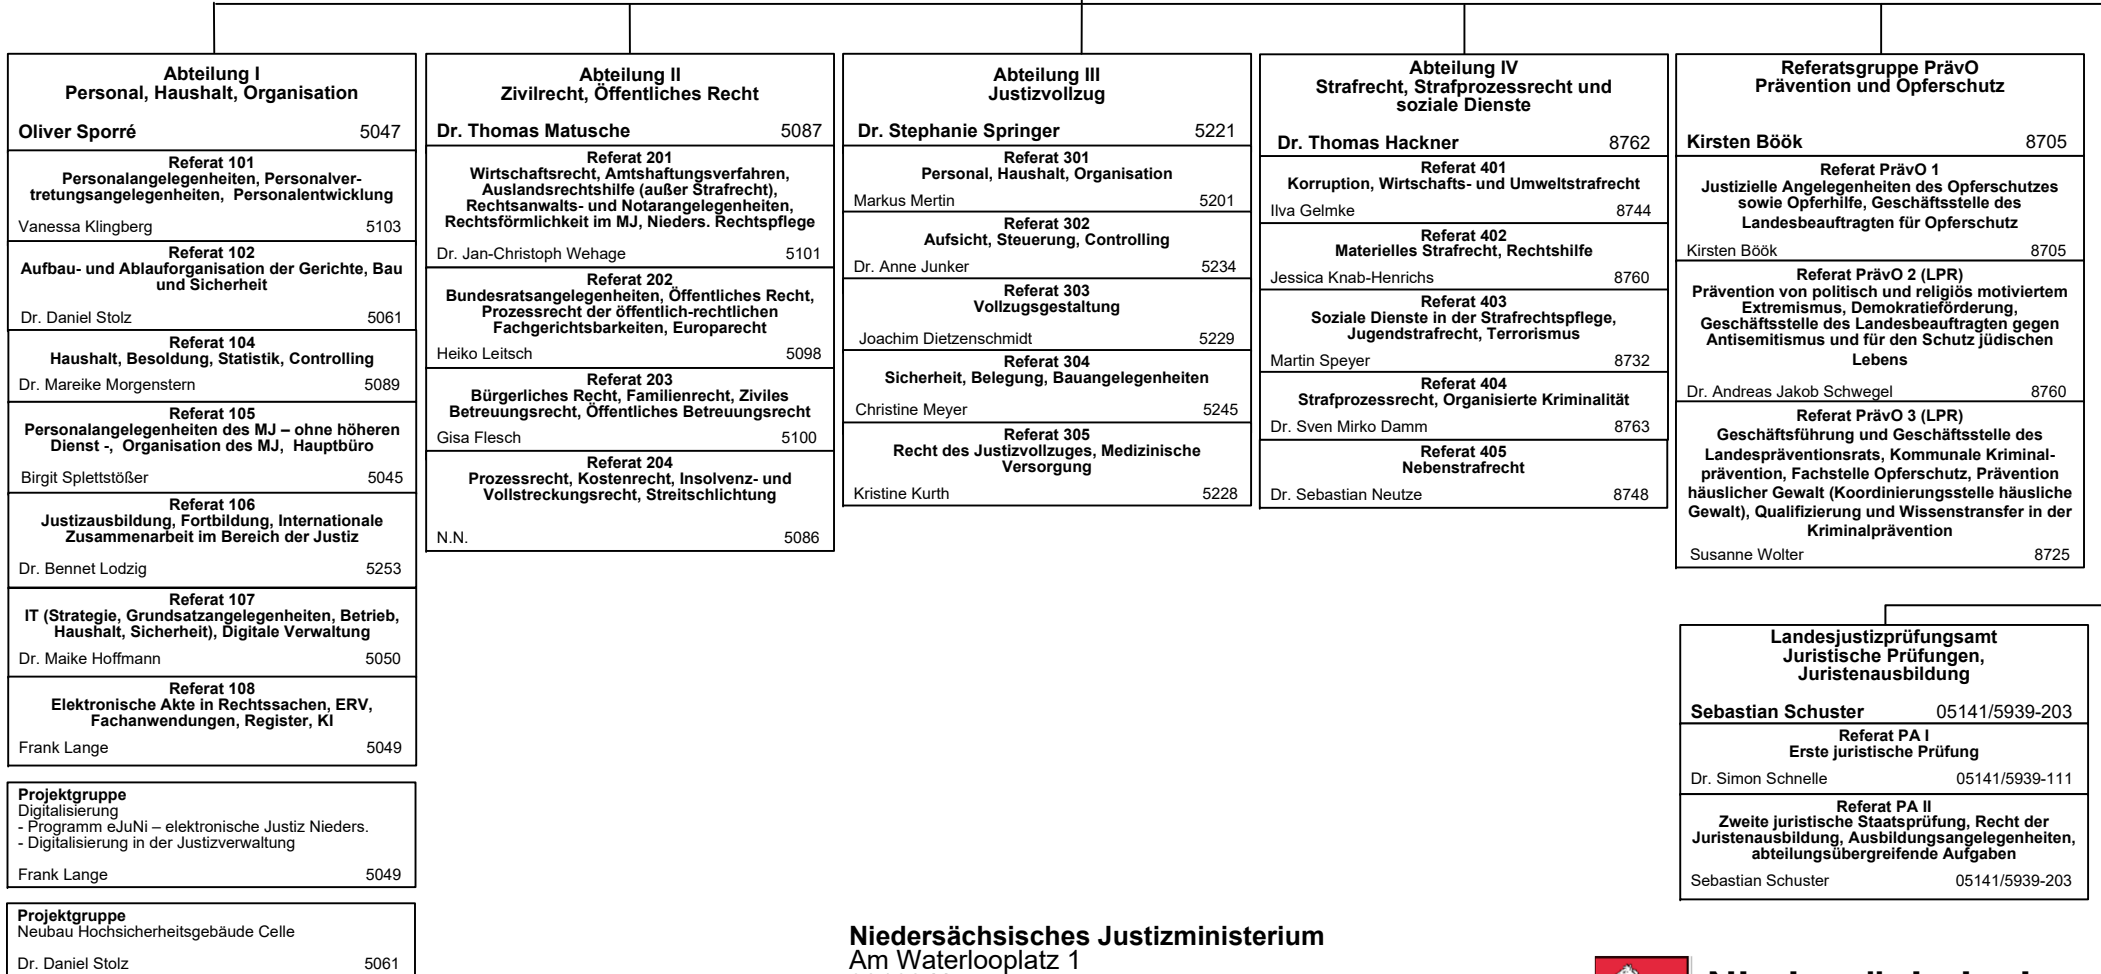 Abteilung I
Personal, Haushalt, Organisation
Oliver Sporré 5047
Referat 101
Personalangelegenheiten, Personalver-
tretungsangelegenheiten, Personalentwicklung
Vanessa Klingberg 5103
Referat 102
Aufbau- und Ablauforganisation der Gerichte, Bau
und Sicherheit
Dr. Daniel Stolz 5061
Referat 104
Haushalt, Besoldung, Statistik, Controlling
Dr. Mareike Morgenstern 5089
Referat 105
Personalangelegenheiten des MJ – ohne höheren
Dienst -, Organisation des MJ, Hauptbüro
Birgit Splettstößer 5045
Referat 106
Justizausbildung, Fortbildung, Internationale
Zusammenarbeit im Bereich der Justiz
Dr. Bennet Lodzig 5253
Referat 107
IT (Strategie, Grundsatzangelegenheiten, Betrieb,
Haushalt, Sicherheit), Digitale Verwaltung
Dr. Maike Hoffmann 5050
Referat 108
Elektronische Akte in Rechtssachen, ERV,
Fachanwendungen, Register, KI
Frank Lange 5049
Projektgruppe
Digitalisierung
- Programm eJuNi – elektronische Justiz Nieders.
- Digitalisierung in der Justizverwaltung
Frank Lange 5049
Projektgruppe
Neubau Hochsicherheitsgebäude Celle
Dr. Daniel Stolz 5061
Abteilung II
Zivilrecht, Öffentliches Recht
Dr. Thomas Matusche 5087
Referat 201
Wirtschaftsrecht, Amtshaftungsverfahren,
Auslandsrechtshilfe (außer Strafrecht),
Rechtsanwalts- und Notarangelegenheiten,
Rechtsförmlichkeit im MJ, Nieders. Rechtspflege
Dr. Jan-Christoph Wehage 5101
Referat 202
Bundesratsangelegenheiten, Öffentliches Recht,
Prozessrecht der öffentlich-rechtlichen
Fachgerichtsbarkeiten, Europarecht
Heiko Leitsch 5098
Referat 203
Bürgerliches Recht, Familienrecht, Ziviles
Betreuungsrecht, Öffentliches Betreuungsrecht
Gisa Flesch 5100
Referat 204
Prozessrecht, Kostenrecht, Insolvenz- und
Vollstreckungsrecht, Streitschlichtung
N.N. 5086
Abteilung III
Justizvollzug
Dr. Stephanie Springer 5221
Referat 301
Personal, Haushalt, Organisation
Markus Mertin 5201
Referat 302
Aufsicht, Steuerung, Controlling
Dr. Anne Junker 5234
Referat 303
Vollzugsgestaltung
Joachim Dietzenschmidt 5229
Referat 304
Sicherheit, Belegung, Bauangelegenheiten
Christine Meyer 5245
Referat 305
Recht des Justizvollzuges, Medizinische
Versorgung
Kristine Kurth 5228
Abteilung IV
Strafrecht, Strafprozessrecht und
soziale Dienste
Dr. Thomas Hackner 8762
Referat 401
Korruption, Wirtschafts- und Umweltstrafrecht
Ilva Gelmke 8744
Referat 402
Materielles Strafrecht, Rechtshilfe
Jessica Knab-Henrichs 8760
Referat 403
Soziale Dienste in der Strafrechtspflege,
Jugendstrafrecht, Terrorismus
Martin Speyer 8732
Referat 404
Strafprozessrecht, Organisierte Kriminalität
Dr. Sven Mirko Damm 8763
Referat 405
Nebenstrafrecht
Dr. Sebastian Neutze 8748
Referatsgruppe PrävO
Prävention und Opferschutz
Kirsten Böök 8705
Referat PrävO 1
Justizielle Angelegenheiten des Opferschutzes
sowie Opferhilfe, Geschäftsstelle des
Landesbeauftragten für Opferschutz
Kirsten Böök 8705
Referat PrävO 2 (LPR)
Prävention von politisch und religiös motiviertem
Extremismus, Demokratieförderung,
Geschäftsstelle des Landesbeauftragten gegen
Antisemitismus und für den Schutz jüdischen
Lebens
Dr. Andreas Jakob Schwegel 8760
Referat PrävO 3 (LPR)
Geschäftsführung und Geschäftsstelle des
Landespräventionsrats, Kommunale Kriminal-
prävention, Fachstelle Opferschutz, Prävention
häuslicher Gewalt (Koordinierungsstelle häusliche
Gewalt), Qualifizierung und Wissenstransfer in der
Kriminalprävention
Susanne Wolter 8725
Landesjustizprüfungsamt
Juristische Prüfungen,
Juristenausbildung
Sebastian Schuster 05141/5939-203
Referat PA I
Erste juristische Prüfung
Dr. Simon Schnelle 05141/5939-111
Referat PA II
Zweite juristische Staatsprüfung, Recht der
Juristenausbildung, Ausbildungsangelegenheiten,
abteilungsübergreifende Aufgaben
Sebastian Schuster 05141/5939-203
Niedersächsisches Justizministerium
Am Waterlooplatz 1